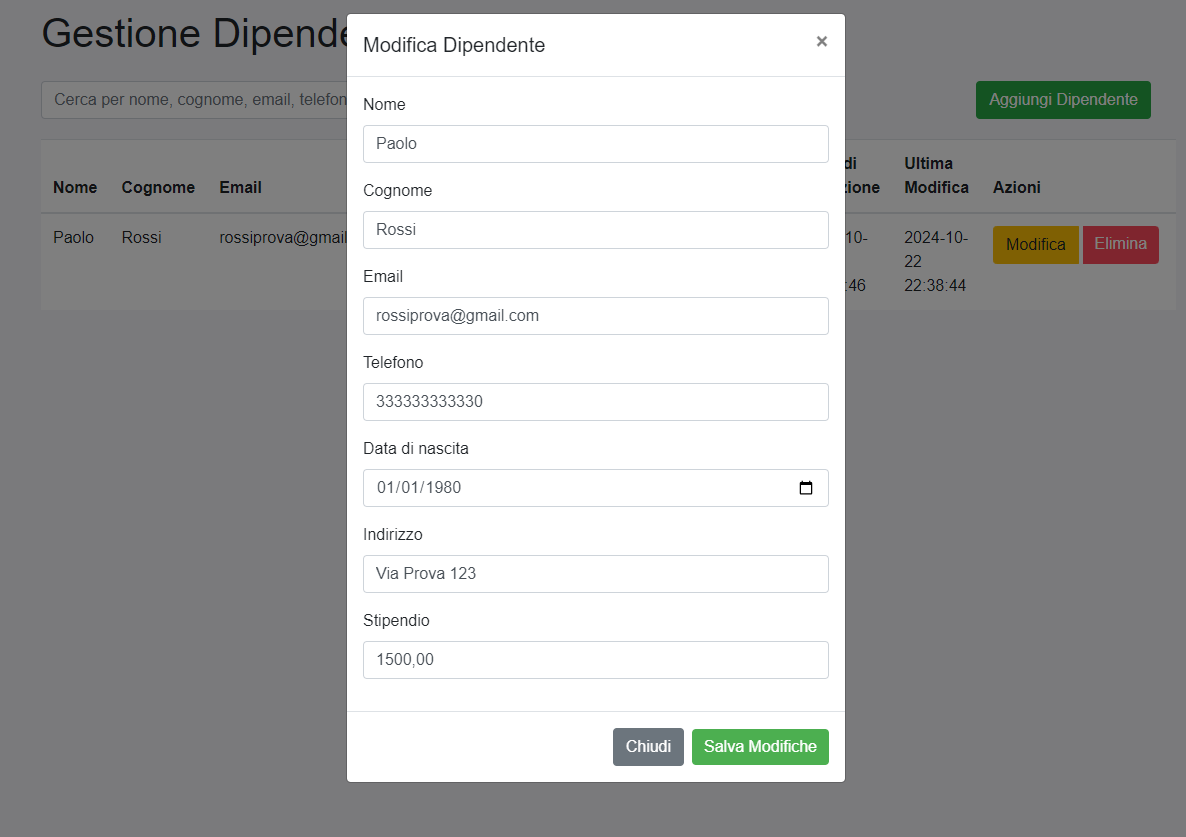 Gestione Dipende
Modifica Dipendente
×
Cerca per nome, cognome, email, telefon
Aggiungi Dipendente
Nome Cognome Email
di
zione
Ultima
Modifica
Azioni
Paolo Rossi rossiprova@gmail
10-
:46
2024-10-
22
22:38:44
Modifica Elimina
Nome
Paolo
Cognome
Rossi
Email
rossiprova@gmail.com
Telefono
333333333330
Data di nascita
01/01/1980
Indirizzo
Via Prova 123
Stipendio
1500,00
Chiudi Salva Modifiche